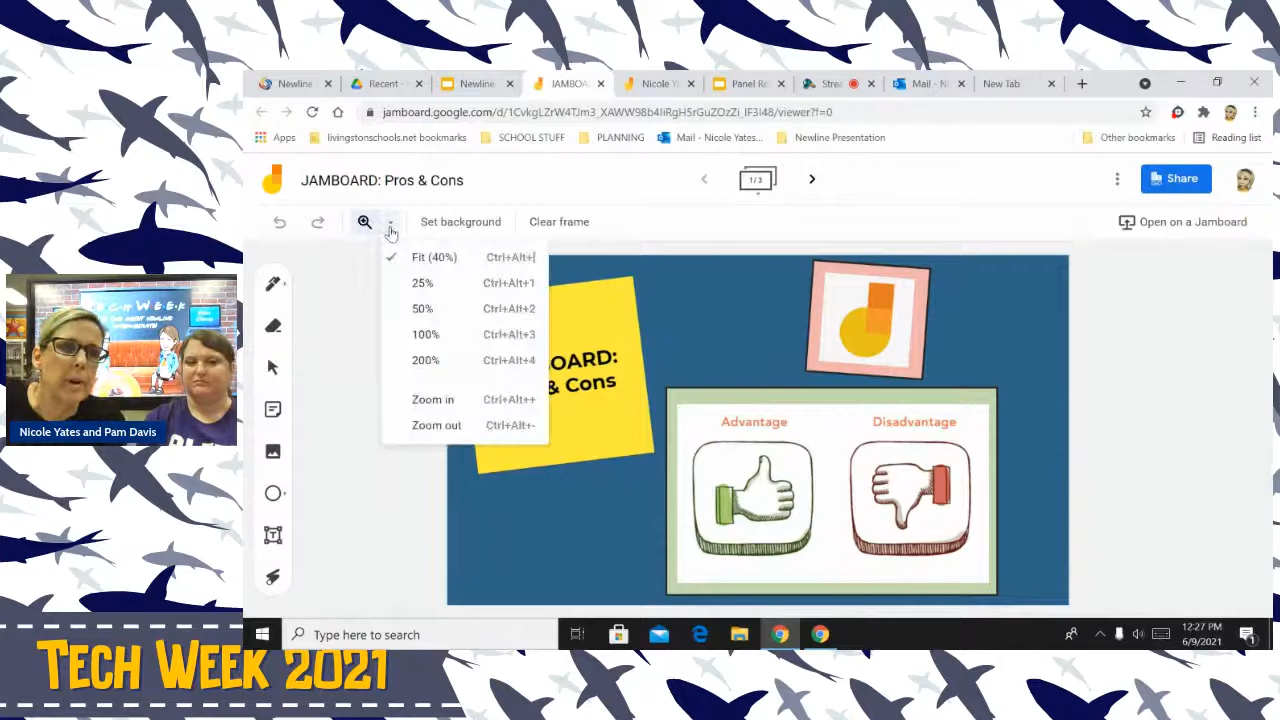 Newline
Recent -
Newline
JAMBOAR
Nicole Y
Panel Re
Strea
Mail - Ni
New Tab
jamboard.google.com/d/1CvkgLZrW4TJm3_XAWW98b4IiRgH5rGuZOzZi_IF3I48/viewer?f=0
Apps
livingstonschools.net bookmarks
SCHOOL STUFF
PLANNING
Mail - Nicole Yates...
Newline Presentation
Other bookmarks
Reading list
JAMBOARD: Pros & Cons
1/3
Share
Set background
Clear frame
Open on a Jamboard
Fit (40%) Ctrl+Alt+[
25% Ctrl+Alt+1
50% Ctrl+Alt+2
100% Ctrl+Alt+3
200% Ctrl+Alt+4
Zoom in Ctrl+Alt++
Zoom out Ctrl+Alt+-
OARD:
& Cons
Advantage
Disadvantage
Nicole Yates and Pam Davis
Type here to search
12:27 PM
6/9/2021
TECH WEEK 2021